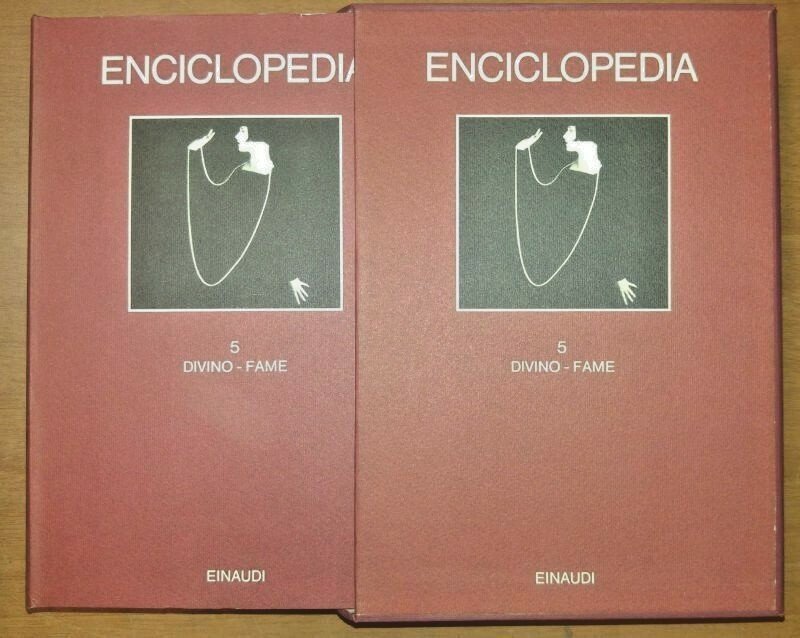 ENCICLOPEDIA
5
DIVINO - FAME
EINAUDI
ENCICLOPEDIA
5
DIVINO - FAME
EINAUDI